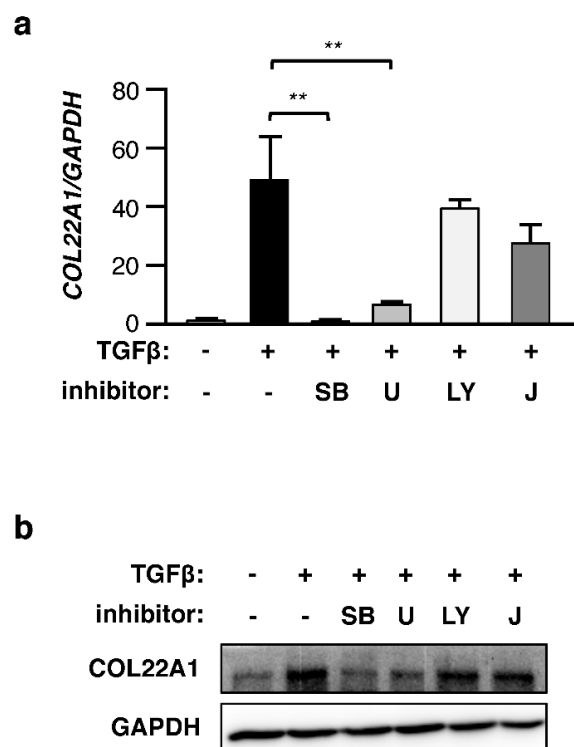 a
**
**
COL22A1/GAPDH
80
60
40
20
0
TGFβ: - + + + + +
inhibitor: - - SB U LY J
b
TGFβ: - + + + + +
inhibitor: - - SB U LY J
COL22A1
GAPDH